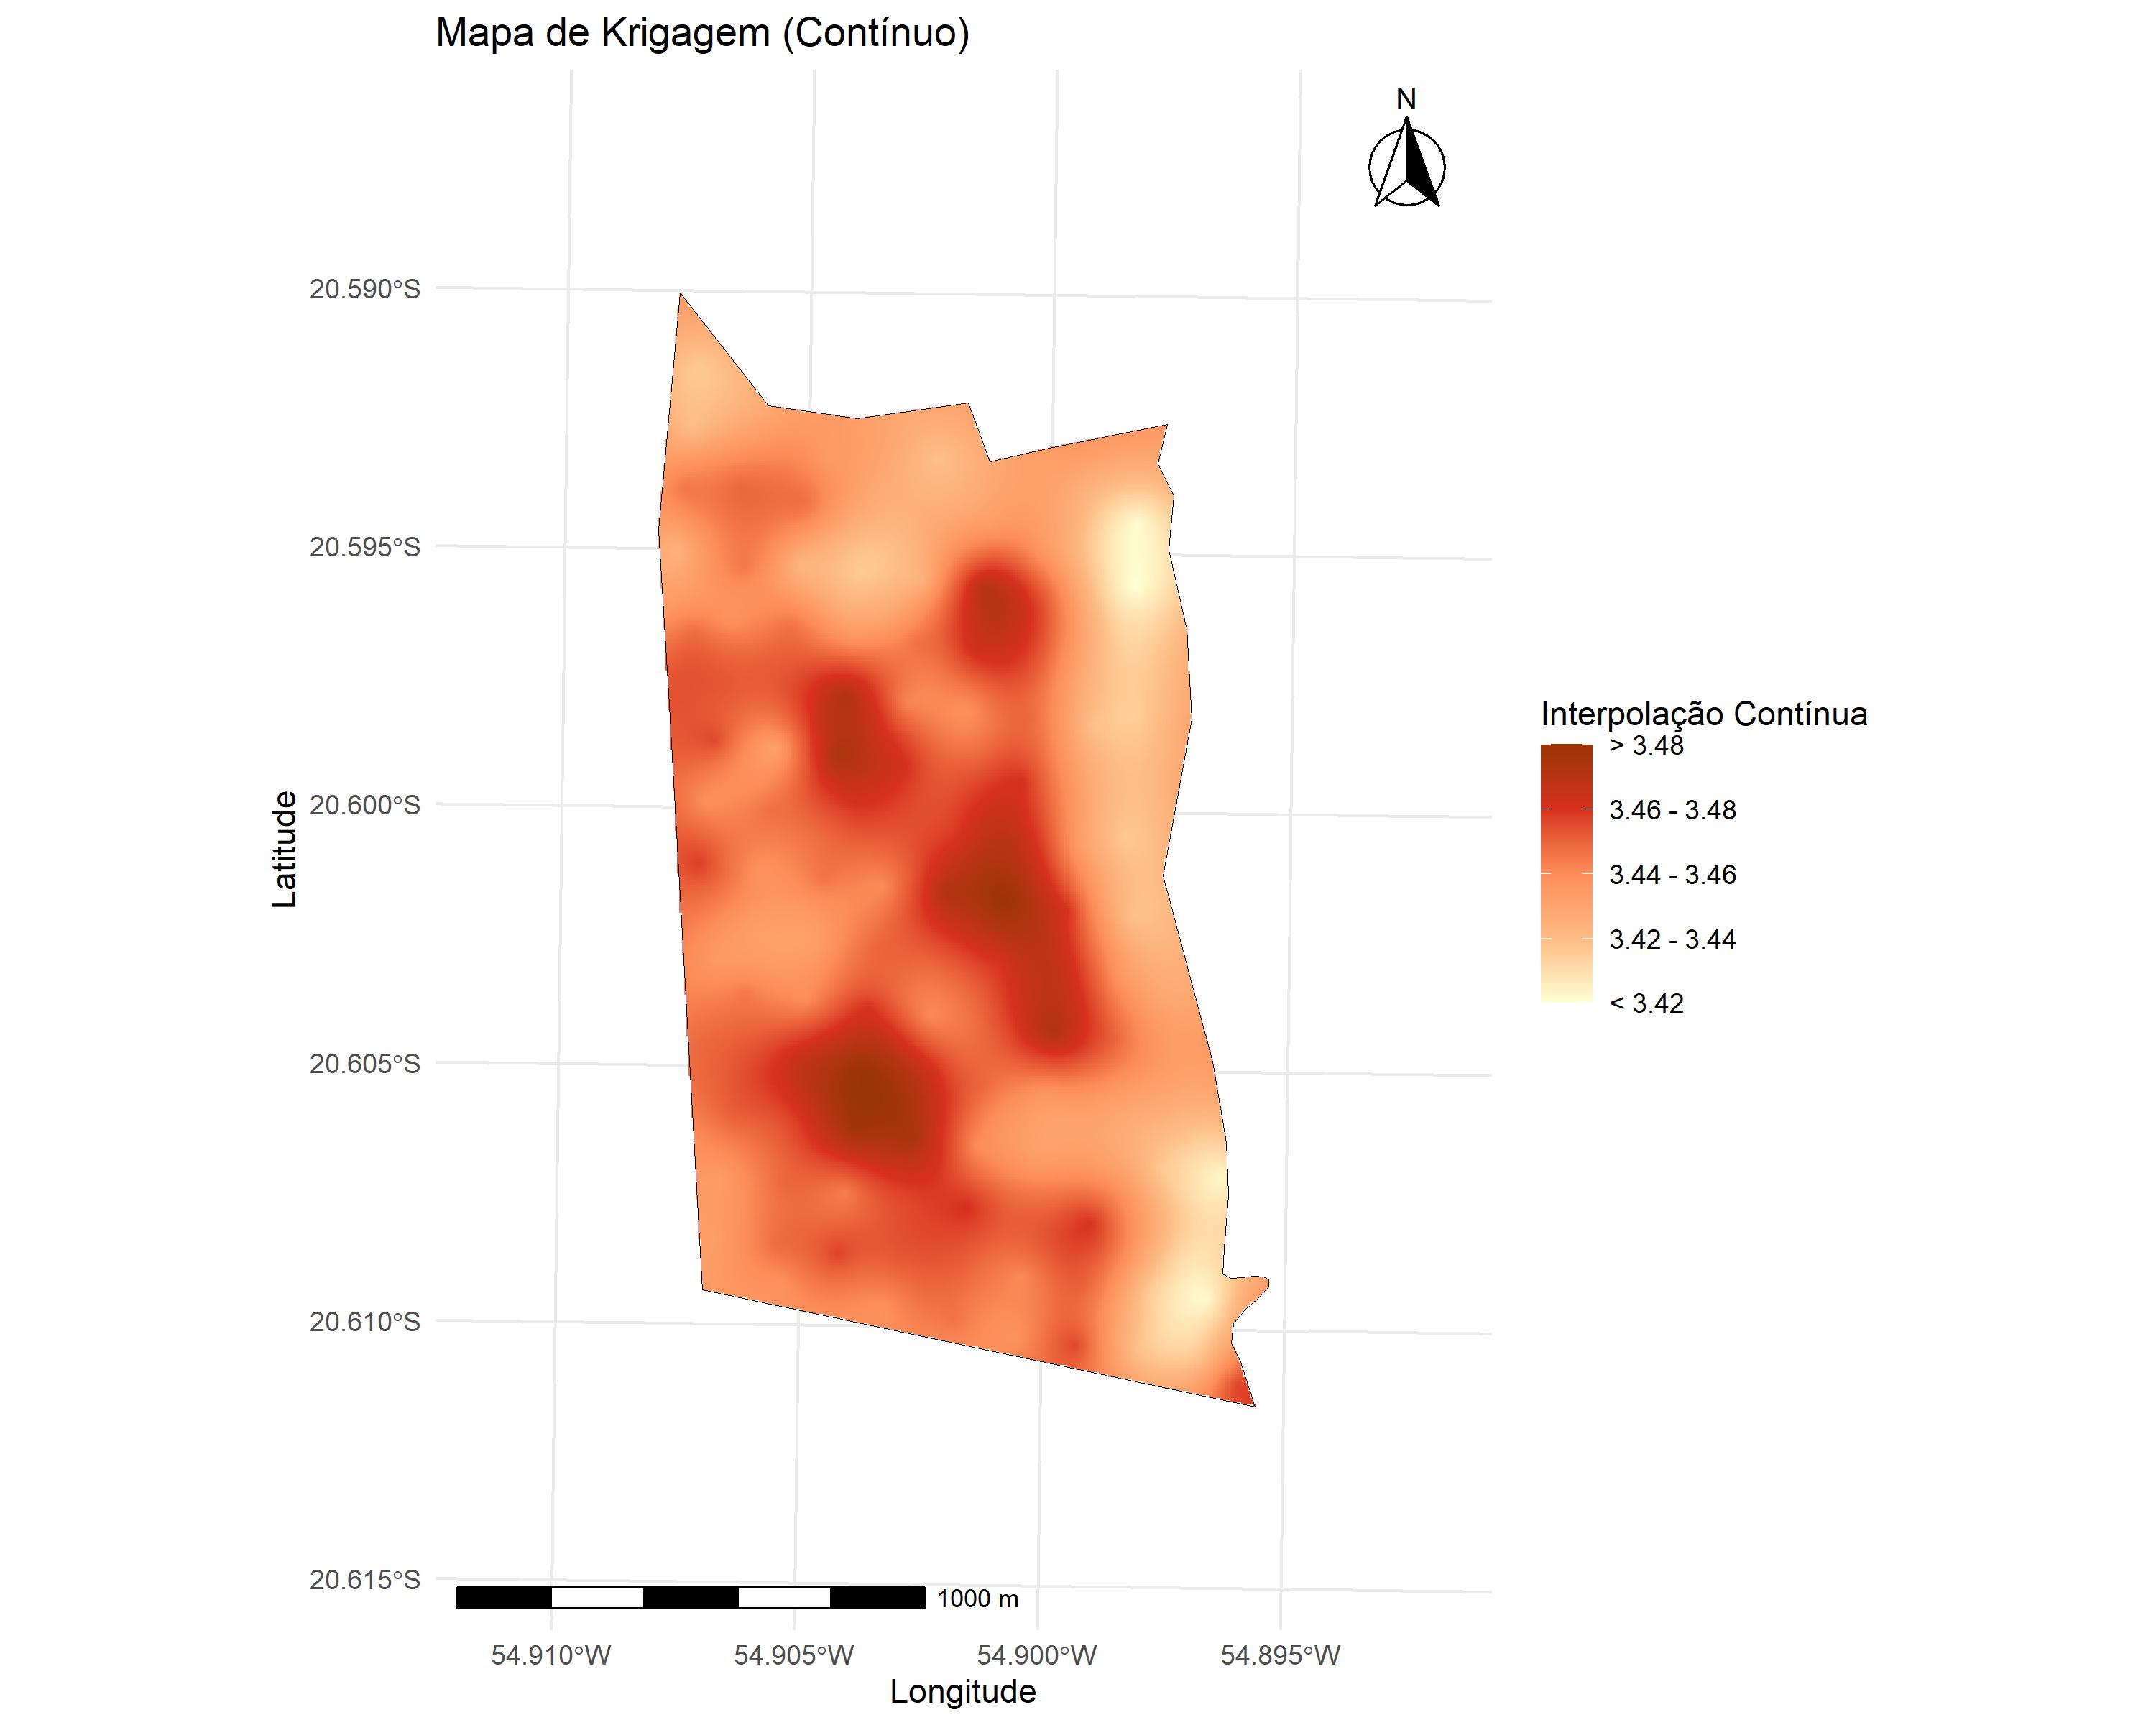 Mapa de Krigagem (Contínuo)
N
20.590°S
20.595°S
20.600°S
20.605°S
20.610°S
20.615°S
Latitude
Interpolação Contínua
> 3.48
3.46 - 3.48
3.44 - 3.46
3.42 - 3.44
< 3.42
1000 m
54.910°W
54.905°W
54.900°W
54.895°W
Longitude